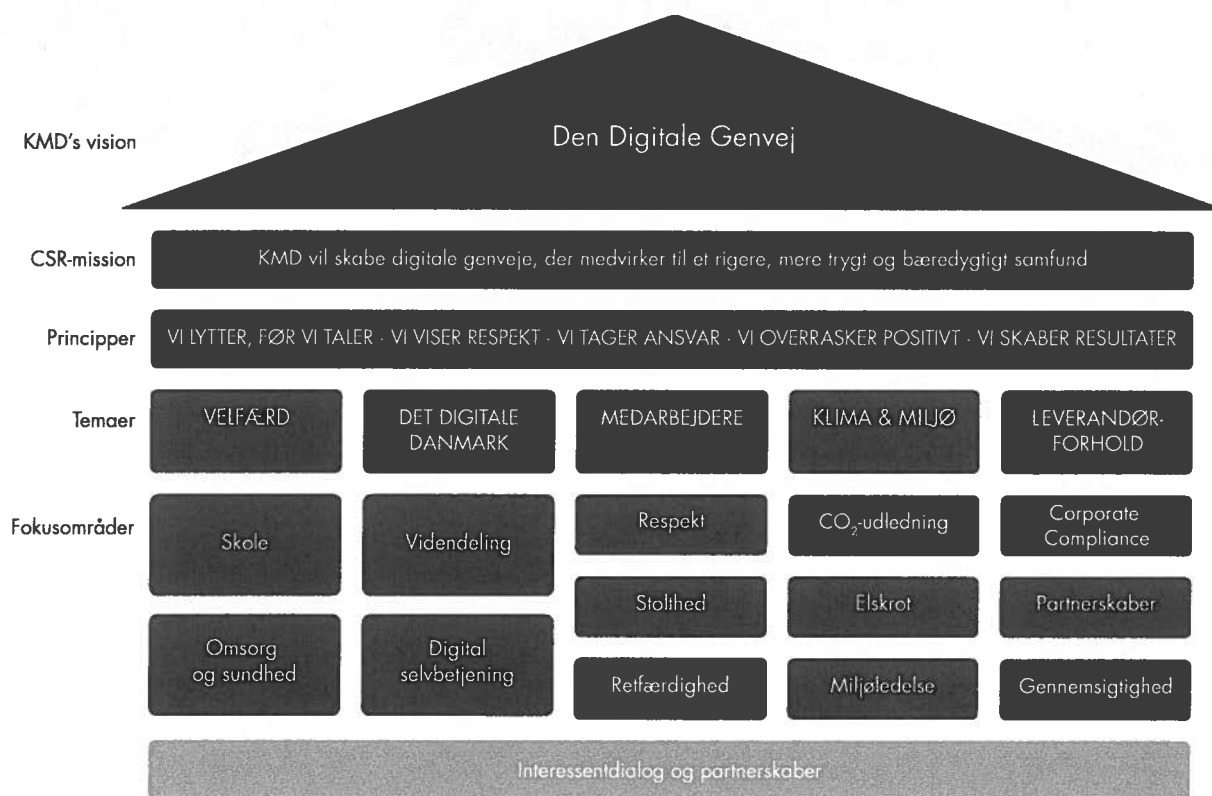 KMD's vision
Den Digitale Genvej
CSR-mission
KMD vil skabe digitale genveje, der medvirker til et rigere, mere trygt og bæredygtigt samfund
Principper
VI LYTTER, FØR VI TALER · VI VISER RESPEKT · VI TAGER ANSVAR · VI OVERRASKER POSITIVT · VI SKABER RESULTATER
Temaer
VELFÆRD
DET DIGITALE
DANMARK
MEDARBEJDERE
KLIMA & MILJØ
LEVERANDØR-
FORHOLD
Fokusområder
Skole
Videndeling
Respekt
CO₂-udledning
Corporate
Compliance
Stolthed
Elskrot
Partnerskaber
Omsorg
og sundhed
Digital
selvbetjening
Retfærdighed
Miljøledelse
Gennemsigtighed
Interessentdialog og partnerskaber